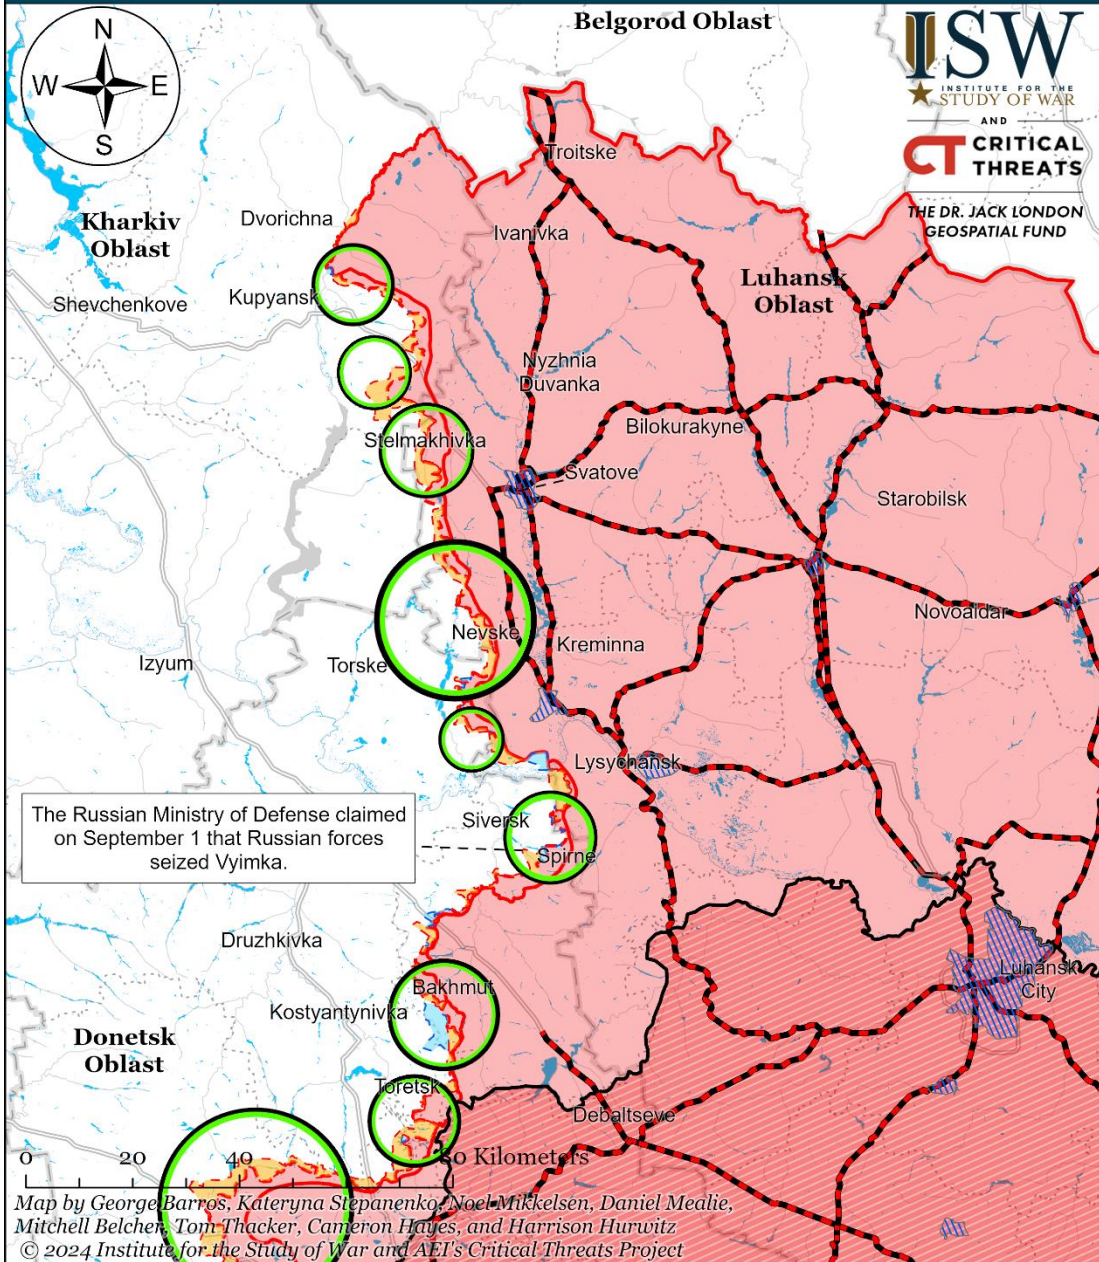 Belgorod Oblast
N
W
E
S
ISW
INSTITUTE FOR THE
STUDY OF WAR
AND
CT CRITICAL
THREATS
THE DR. JACK LONDON
GEOSPATIAL FUND
Troitske
Kharkiv
Oblast
Dvorichna
Ivanivka
Luhansk
Oblast
Shevchenkove
Kupyansk
Nyzhnia
Duvanka
Bilokurakyne
Stelmakhivka
Svatove
Starobilsk
Novoaldar
Nevske
Kreminna
Izyum
Torske
Lysychansk
The Russian Ministry of Defense claimed
on September 1 that Russian forces
seized Vyimka.
Siversk
Spirne
Druzhkivka
Luhansk
City
Bakhmut
Kostyantynivka
Donetsk
Oblast
Toretsk
Debaltseve
0 20 40 80 Kilometers
Map by George Barros, Kateryna Stepanenko, Noel Mikkelsen, Daniel Mealie,
Mitchell Belcher, Tom Thacker, Cameron Hayes, and Harrison Hurwitz
© 2024 Institute for the Study of War and AEI's Critical Threats Project